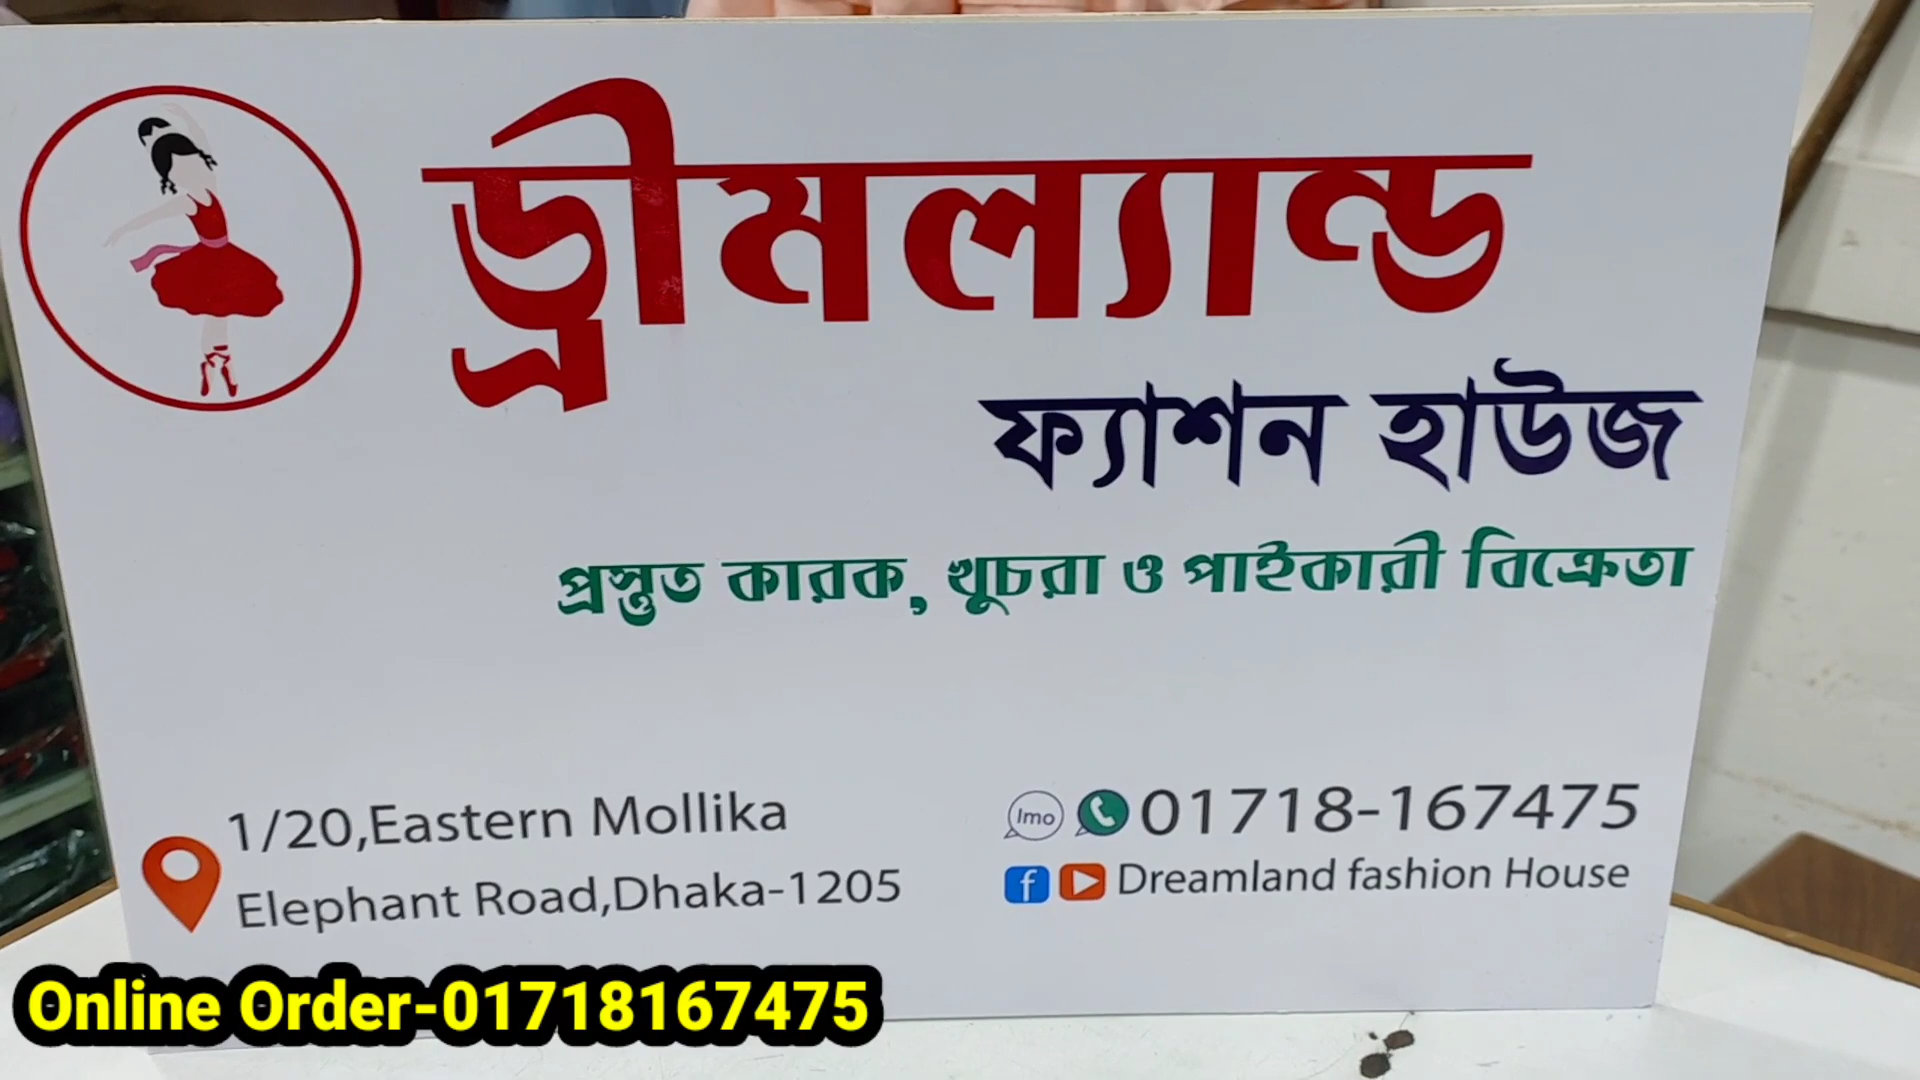 ড্রীমল্যান্ড
ফ্যাশন হাউজ
প্রস্তুত কারক, খুচরা ও পাইকারী বিক্রেতা
1/20,Eastern Mollika
Elephant Road,Dhaka-1205
Imo 01718-167475
Dreamland fashion House
Online Order-01718167475